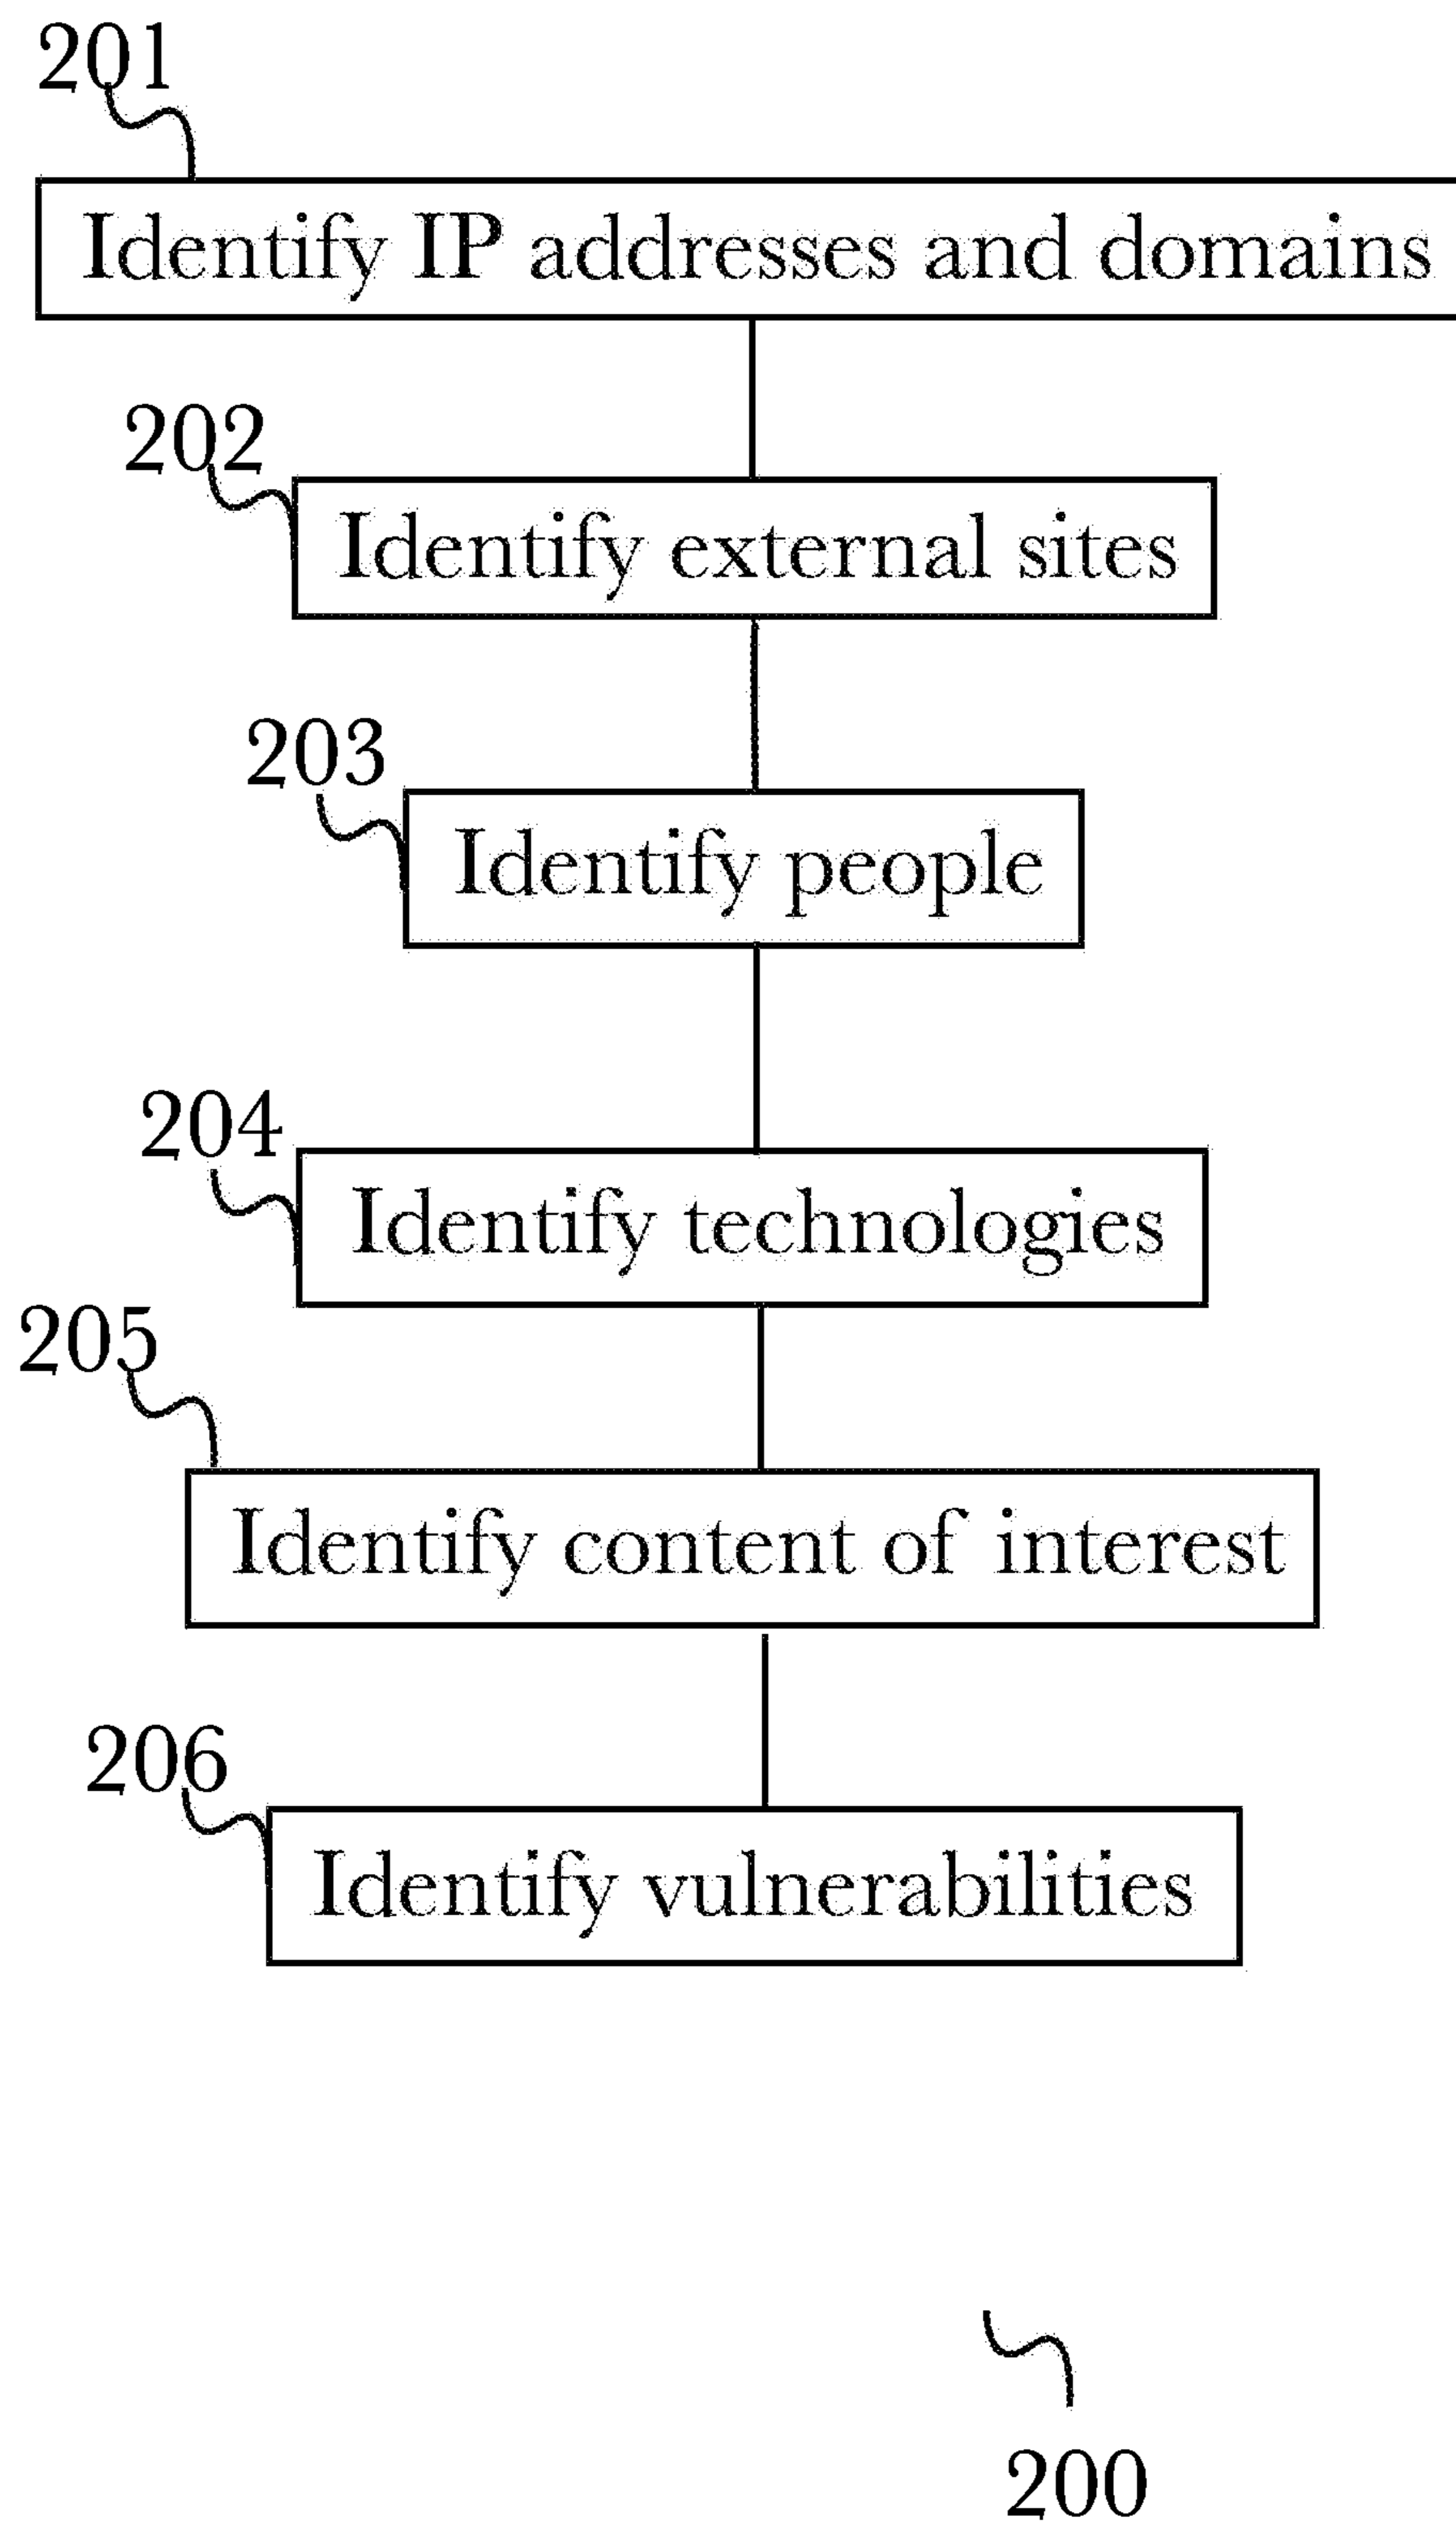 201
Identify IP addresses and domains
202
Identify external sites
203
Identify people
204
Identify technologies
205
Identify content of interest
206
Identify vulnerabilities
200